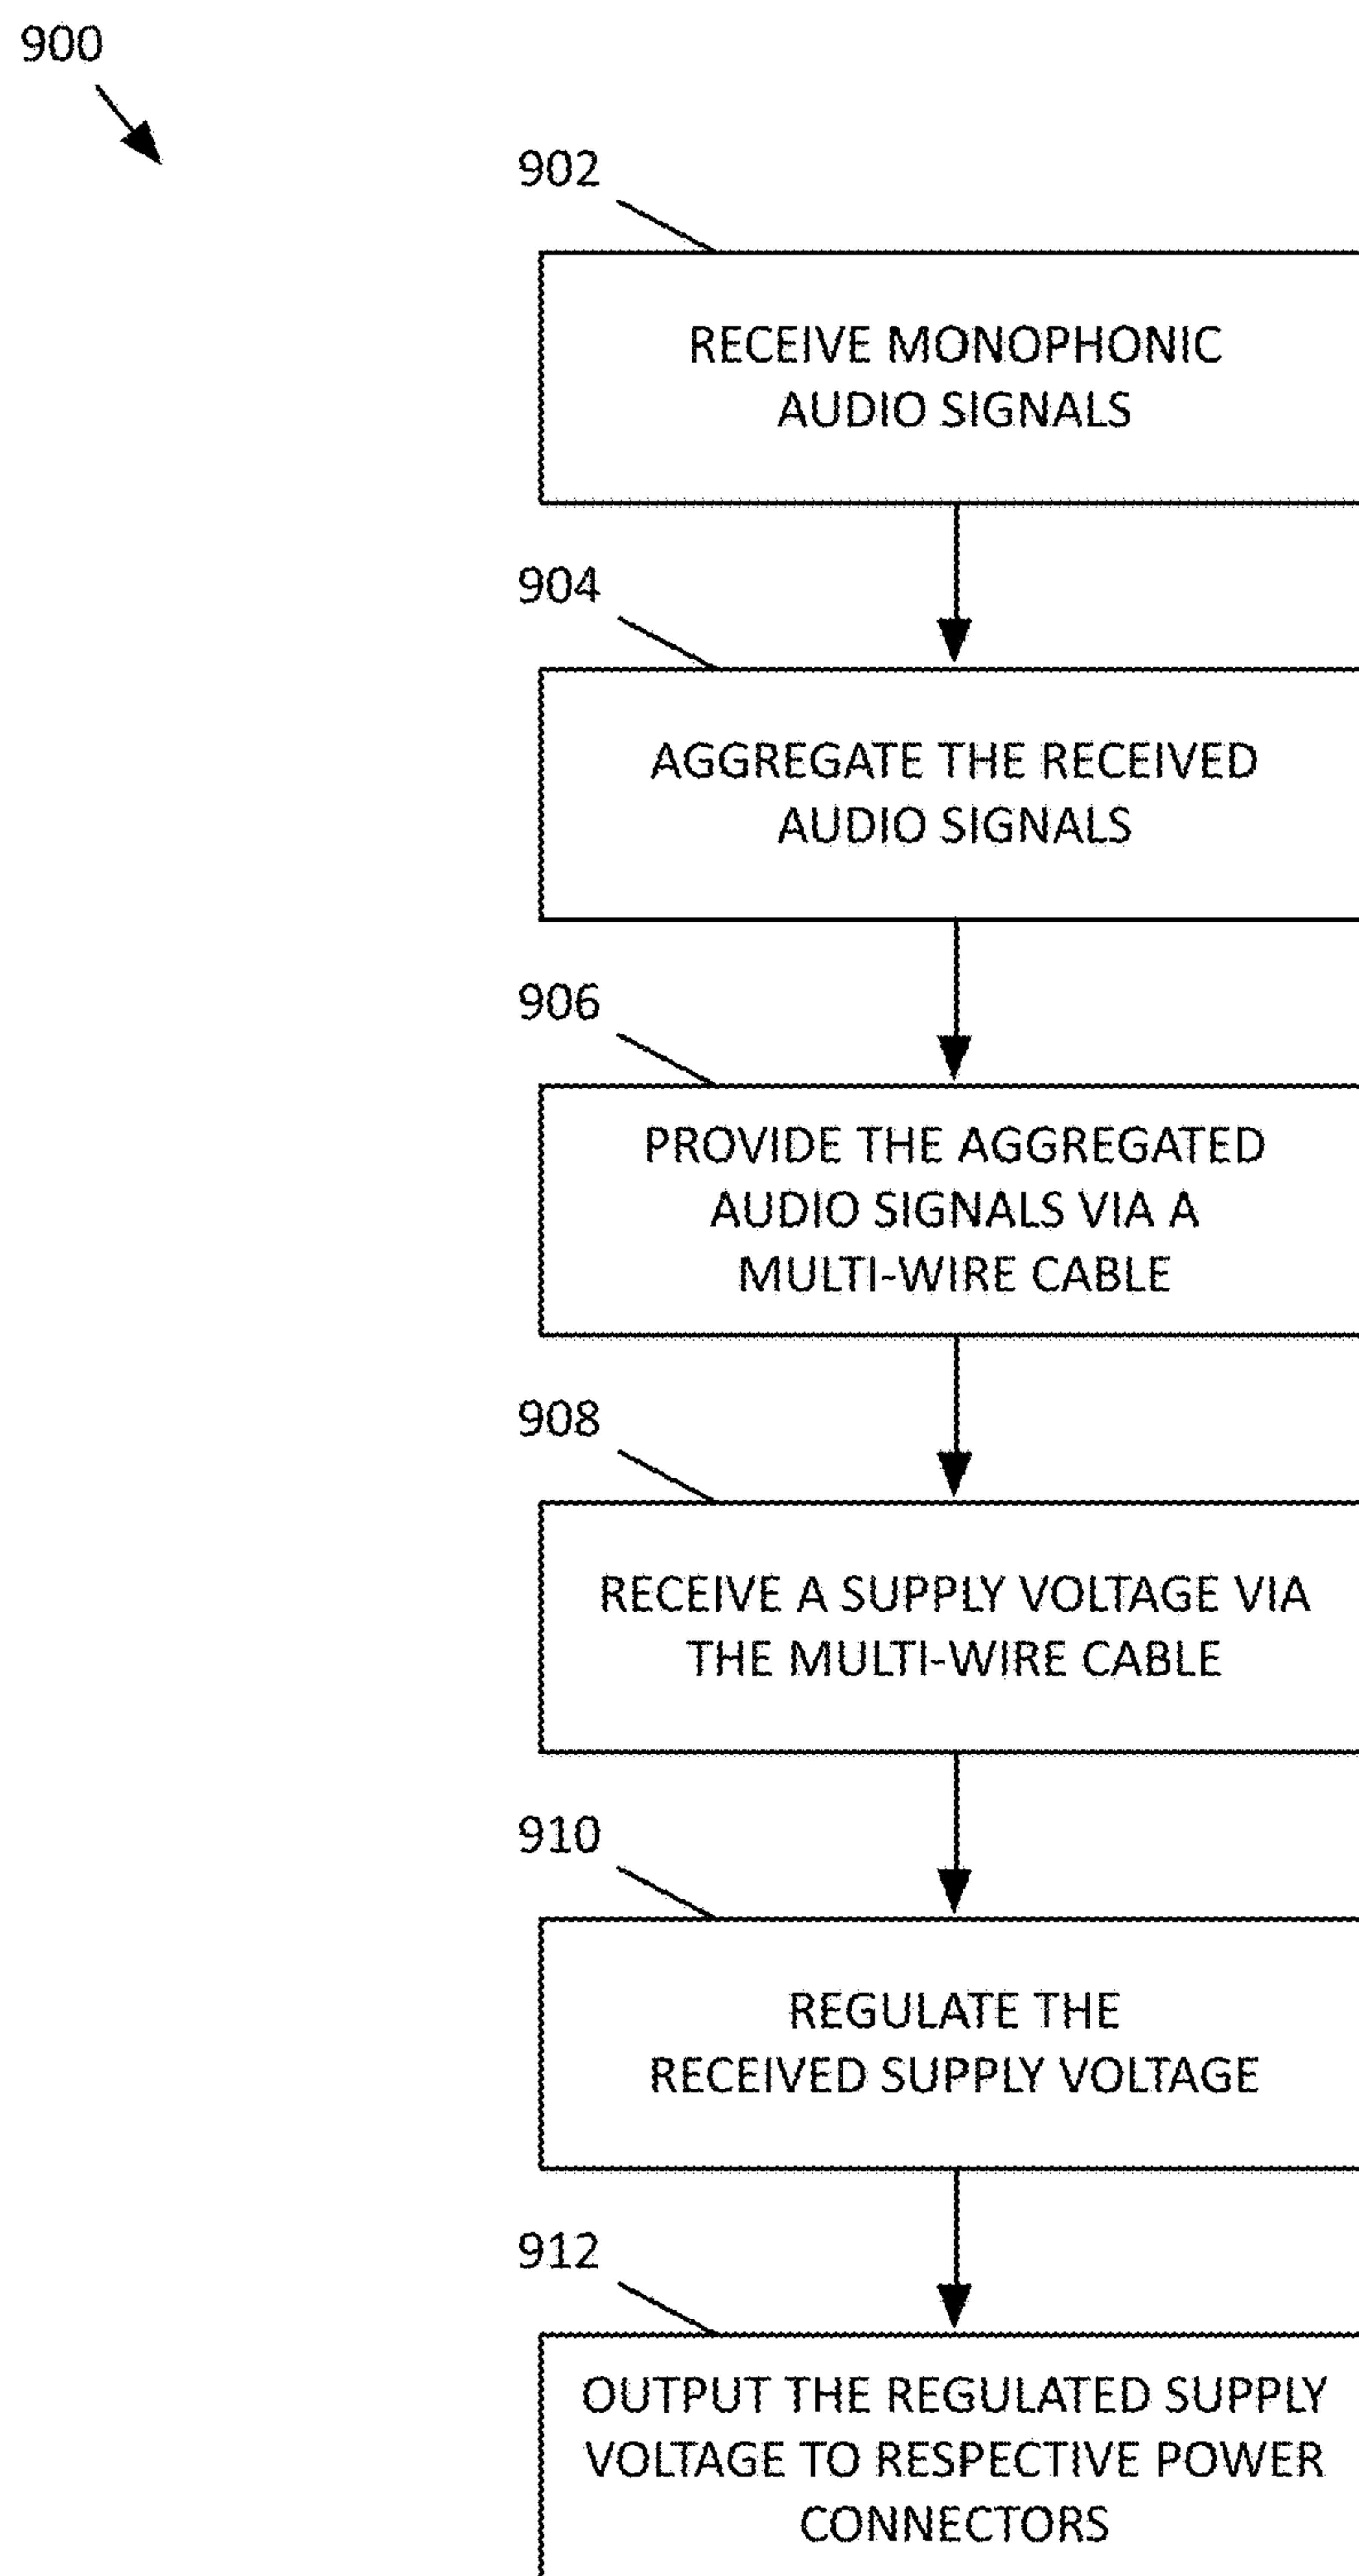 900
902
RECEIVE MONOPHONIC
AUDIO SIGNALS
904
AGGREGATE THE RECEIVED
AUDIO SIGNALS
906
PROVIDE THE AGGREGATED
AUDIO SIGNALS VIA A
MULTI-WIRE CABLE
908
RECEIVE A SUPPLY VOLTAGE VIA
THE MULTI-WIRE CABLE
910
REGULATE THE
RECEIVED SUPPLY VOLTAGE
912
OUTPUT THE REGULATED SUPPLY
VOLTAGE TO RESPECTIVE POWER
CONNECTORS